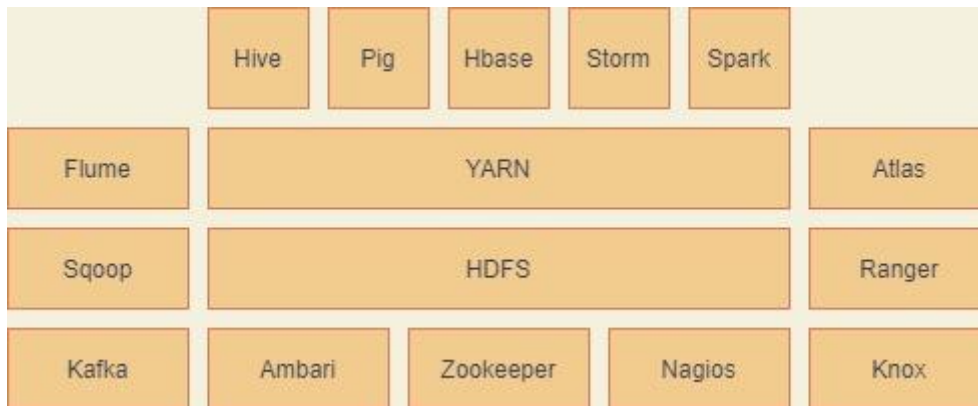 Hive Pig Hbase Storm Spark
Flume YARN Atlas
Sqoop HDFS Ranger
Kafka Ambari Zookeeper Nagios Knox